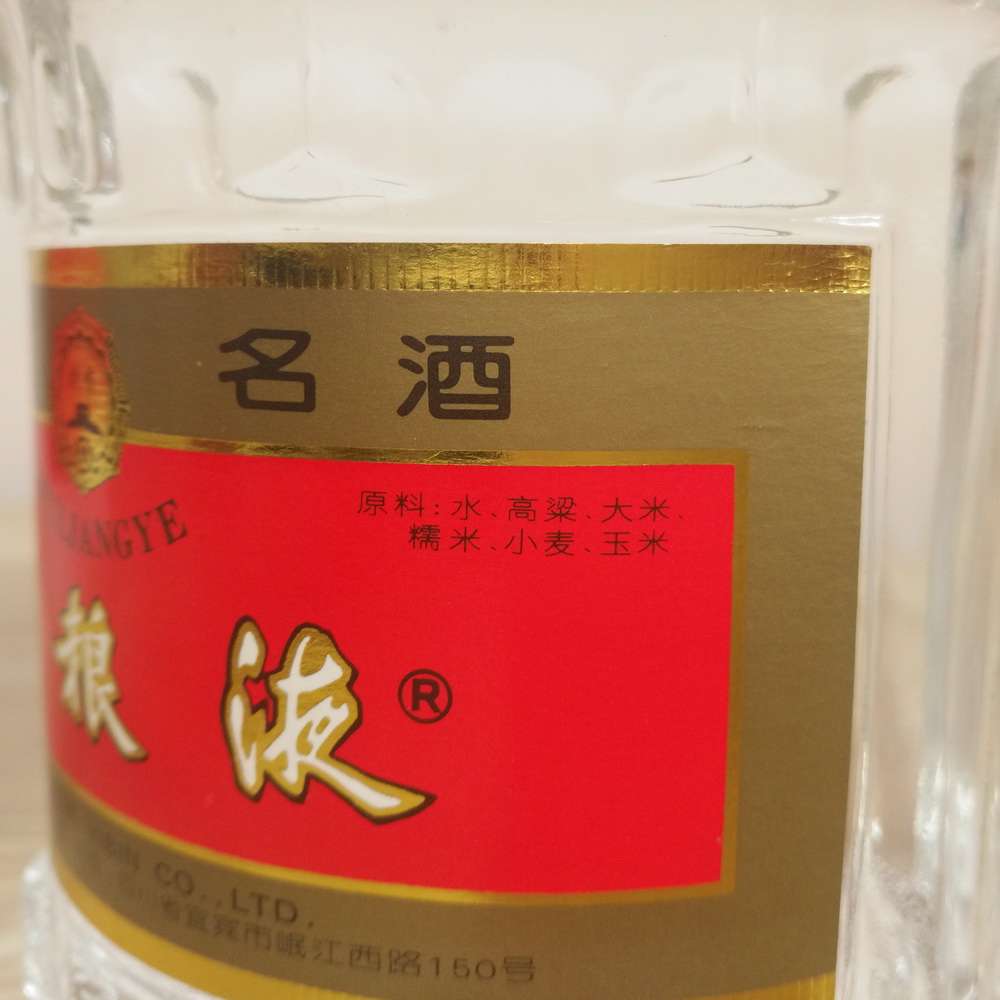 名酒
原料:水、高粱、大米、
糯米、小麦、玉米
LIANGYE
粮液®
CO.,LTD.
省宜宾市岷江西路150号